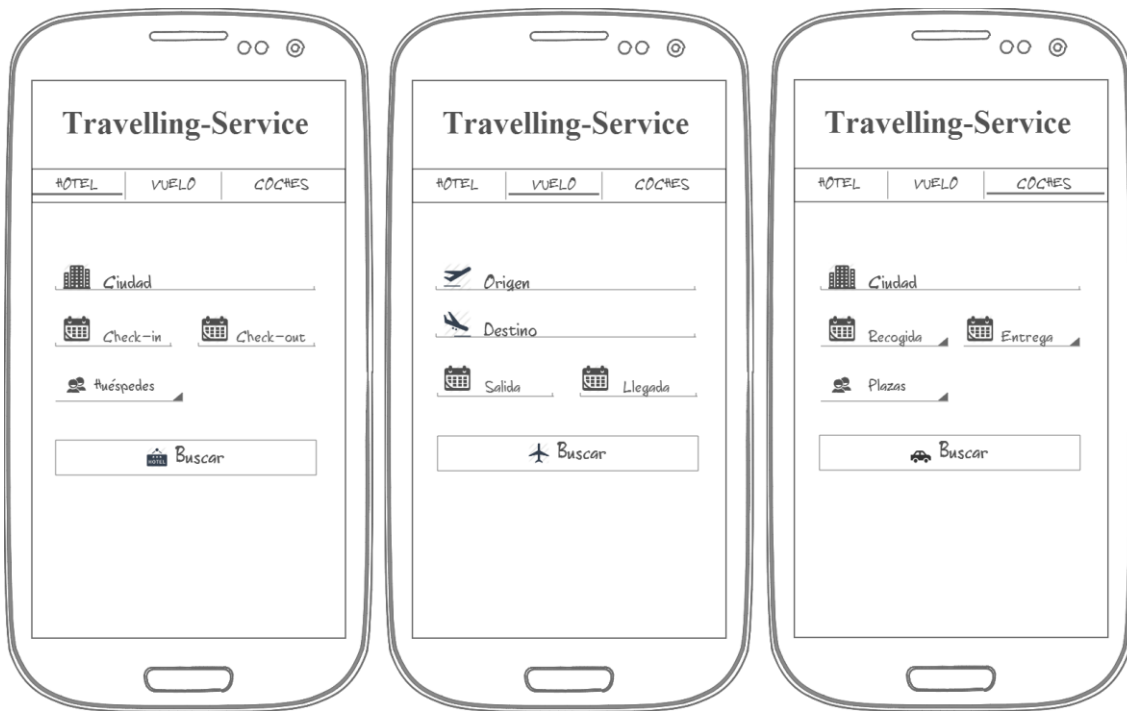 Travelling-Service
HOTEL VUELO COCHES
Ciudad
Check-in Check-out
Huéspedes
HOTEL Buscar
Travelling-Service
HOTEL VUELO COCHES
Origen
Destino
Salida Llegada
Buscar
Travelling-Service
HOTEL VUELO COCHES
Ciudad
Recogida Entrega
Plazas
Buscar